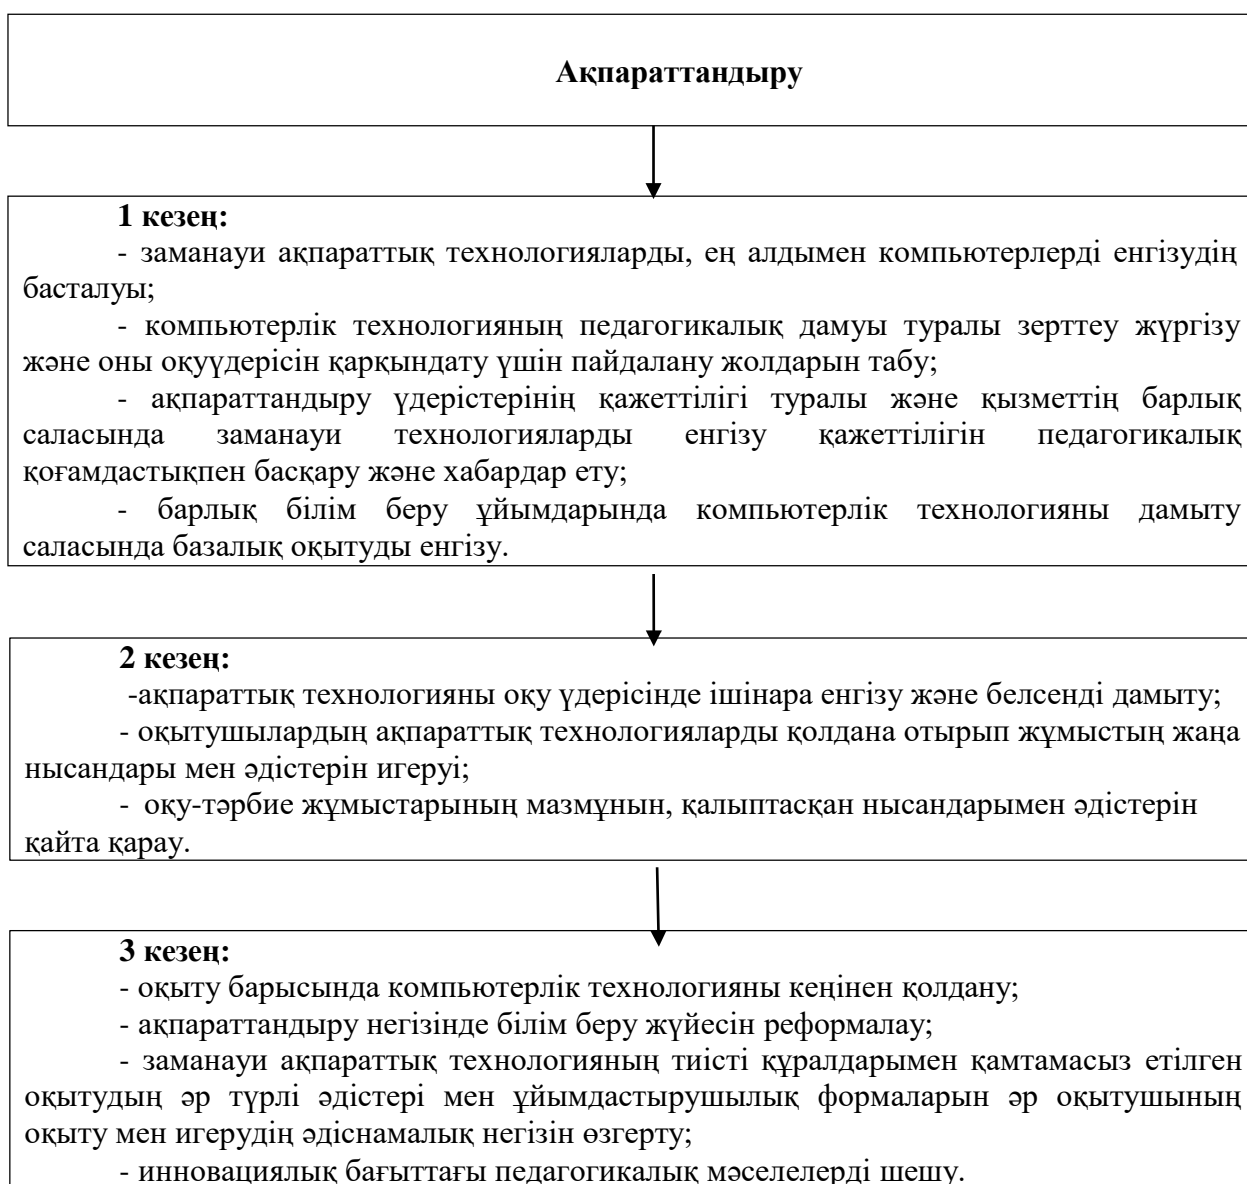 Ақпараттандыру
1 кезең:
- заманауи ақпараттық технологияларды, ең алдымен компьютерлерді енгізудің
басталуы;
- компьютерлік технологияның педагогикалық дамуы туралы зерттеу жүргізу
және оны оқуүдерісін қарқындату үшін пайдалану жолдарын табу;
- ақпараттандыру үдерістерінің қажеттілігі туралы және қызметтің барлық
саласында заманауи технологияларды енгізу қажеттілігін педагогикалық
қоғамдастықпен басқару және хабардар ету;
- барлық білім беру ұйымдарында компьютерлік технологияны дамыту
саласында базалық оқытуды енгізу.
2 кезең:
-ақпараттық технологияны оқу үдерісінде ішінара енгізу және белсенді дамыту;
- оқытушылардың ақпараттық технологияларды қолдана отырып жұмыстың жаңа
нысандары мен әдістерін игеруі;
- оқу-тәрбие жұмыстарының мазмұнын, қалыптасқан нысандарымен әдістерін
қайта қарау.
3 кезең:
- оқыту барысында компьютерлік технологияны кеңінен қолдану;
- ақпараттандыру негізінде білім беру жүйесін реформалау;
- заманауи ақпараттық технологияның тиісті құралдарымен қамтамасыз етілген
оқытудың әр түрлі әдістері мен ұйымдастырушылық формаларын әр оқытушының
оқыту мен игерудің әдіснамалық негізін өзгерту;
- инновациялық бағыттағы педагогикалық мәселелерді шешу.